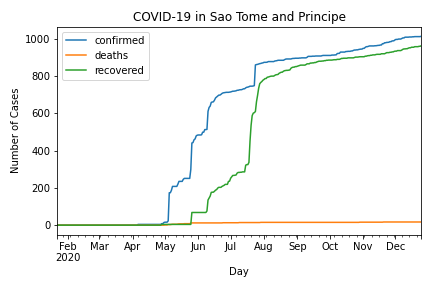 COVID-19 in Sao Tome and Principe
confirmed
deaths
recovered
Number of Cases
1000
800
600
400
200
0
Feb Mar Apr May Jun Jul Aug Sep Oct Nov Dec
2020
Day